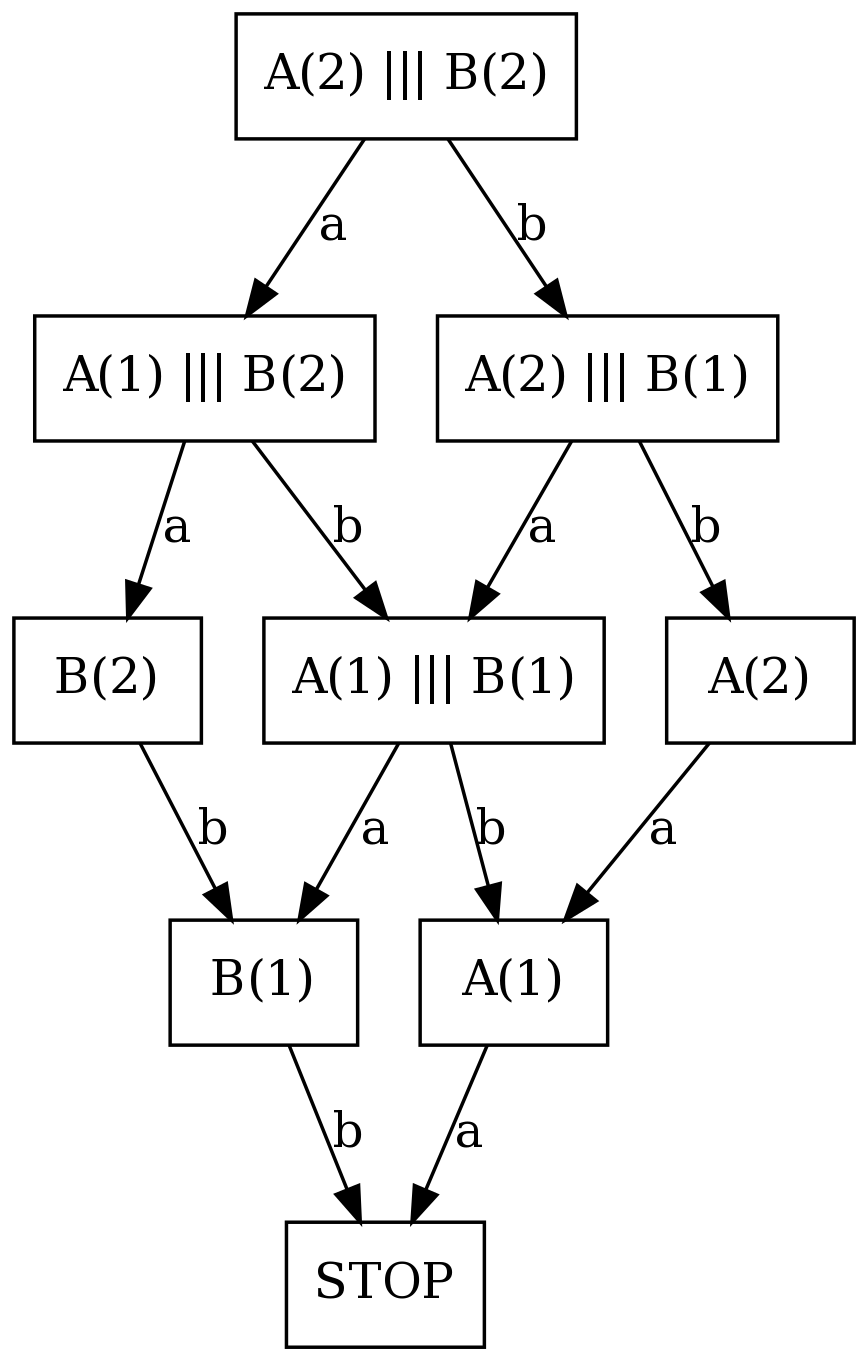 A(2) ||| B(2)
a
b
A(1) ||| B(2)
A(2) ||| B(1)
a
b
a
b
B(2)
A(1) ||| B(1)
A(2)
b
a
b
a
B(1)
A(1)
b
a
STOP